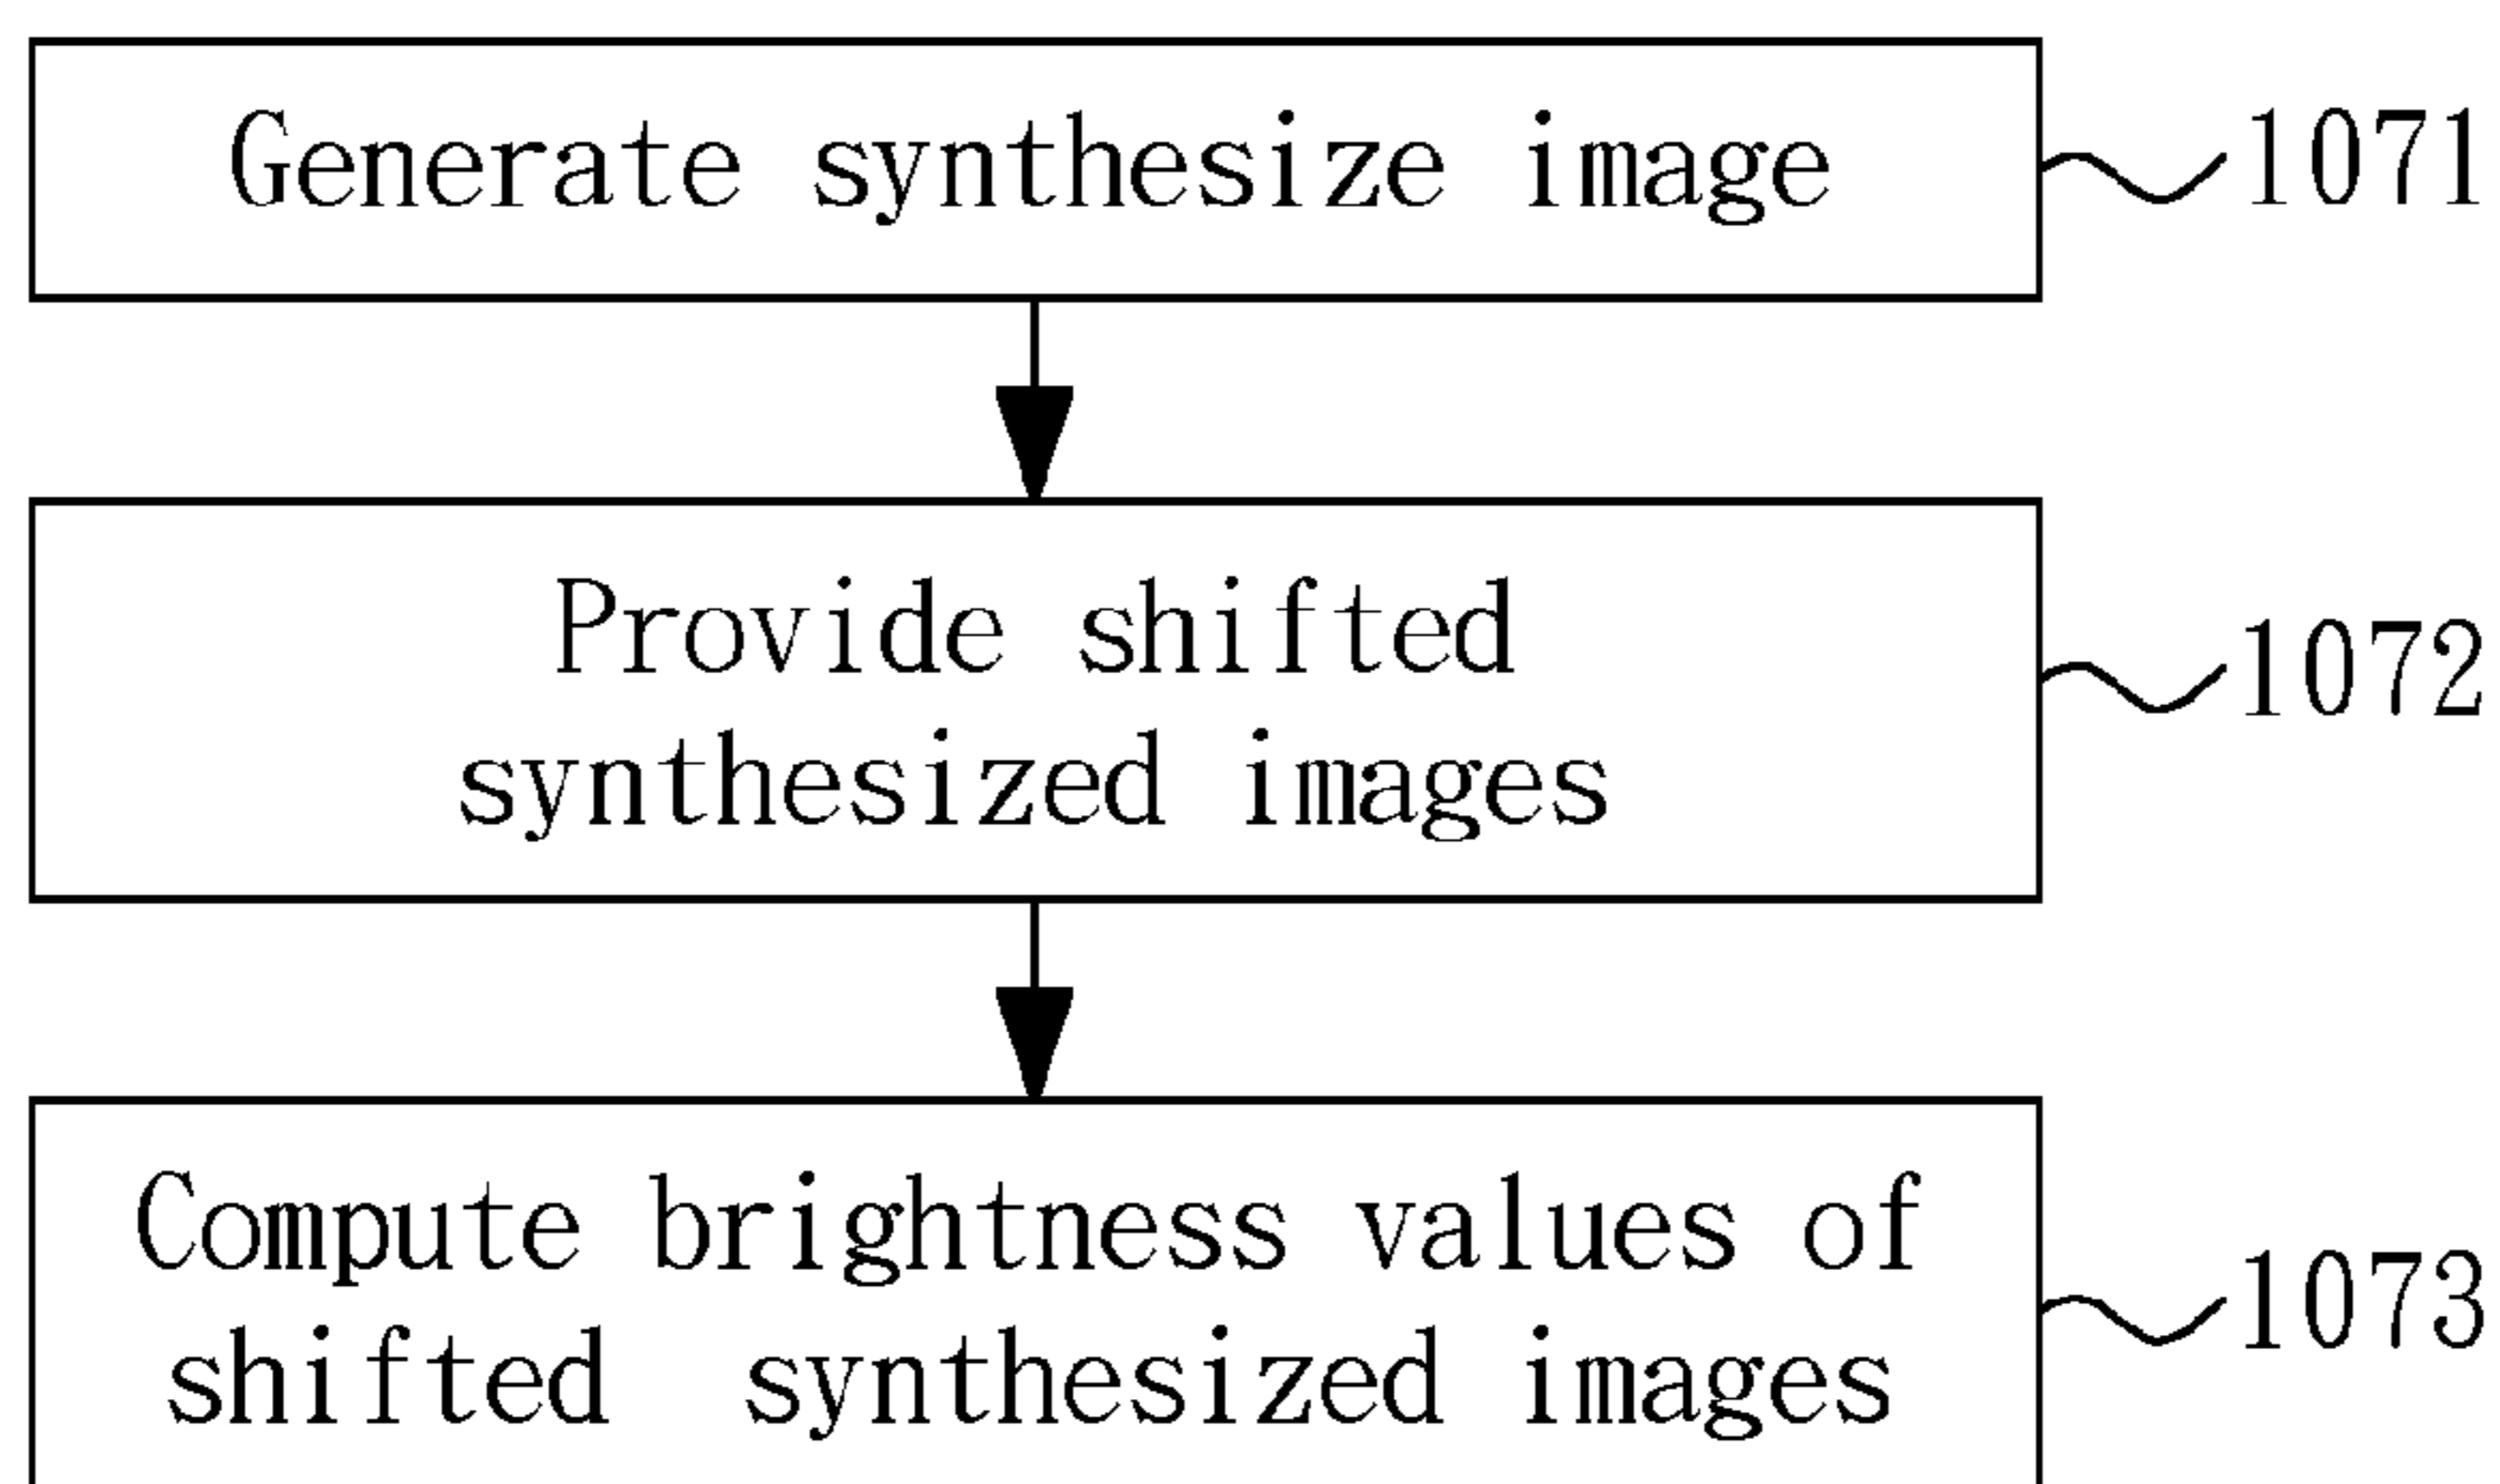 Generate synthesize image
1071
Provide shifted
synthesized images
1072
Compute brightness values of
shifted synthesized images
1073